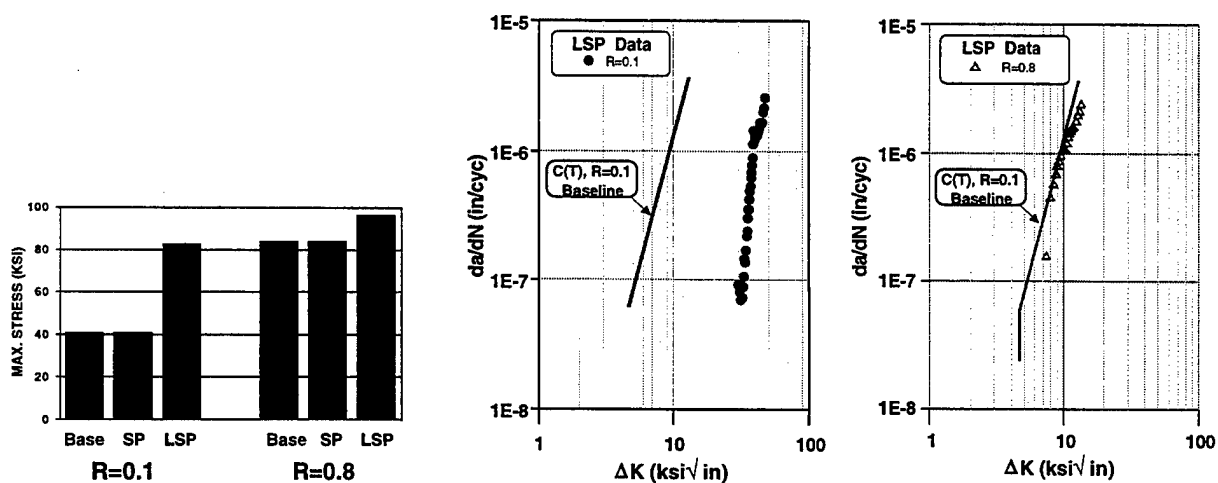 MAX. STRESS (KSI)
100
80
60
40
20
0
Base SP LSP Base SP LSP
R=0.1 R=0.8
da/dN (in/cyc)
1E-5
1E-6
1E-7
1E-8
LSP Data
● R=0.1
C(T), R=0.1
Baseline
1 10 100
ΔK (ksi√ in)
da/dN (in/cyc)
1E-5
1E-6
1E-7
1E-8
LSP Data
△ R=0.8
C(T), R=0.1
Baseline
1 10 100
ΔK (ksi√ in)